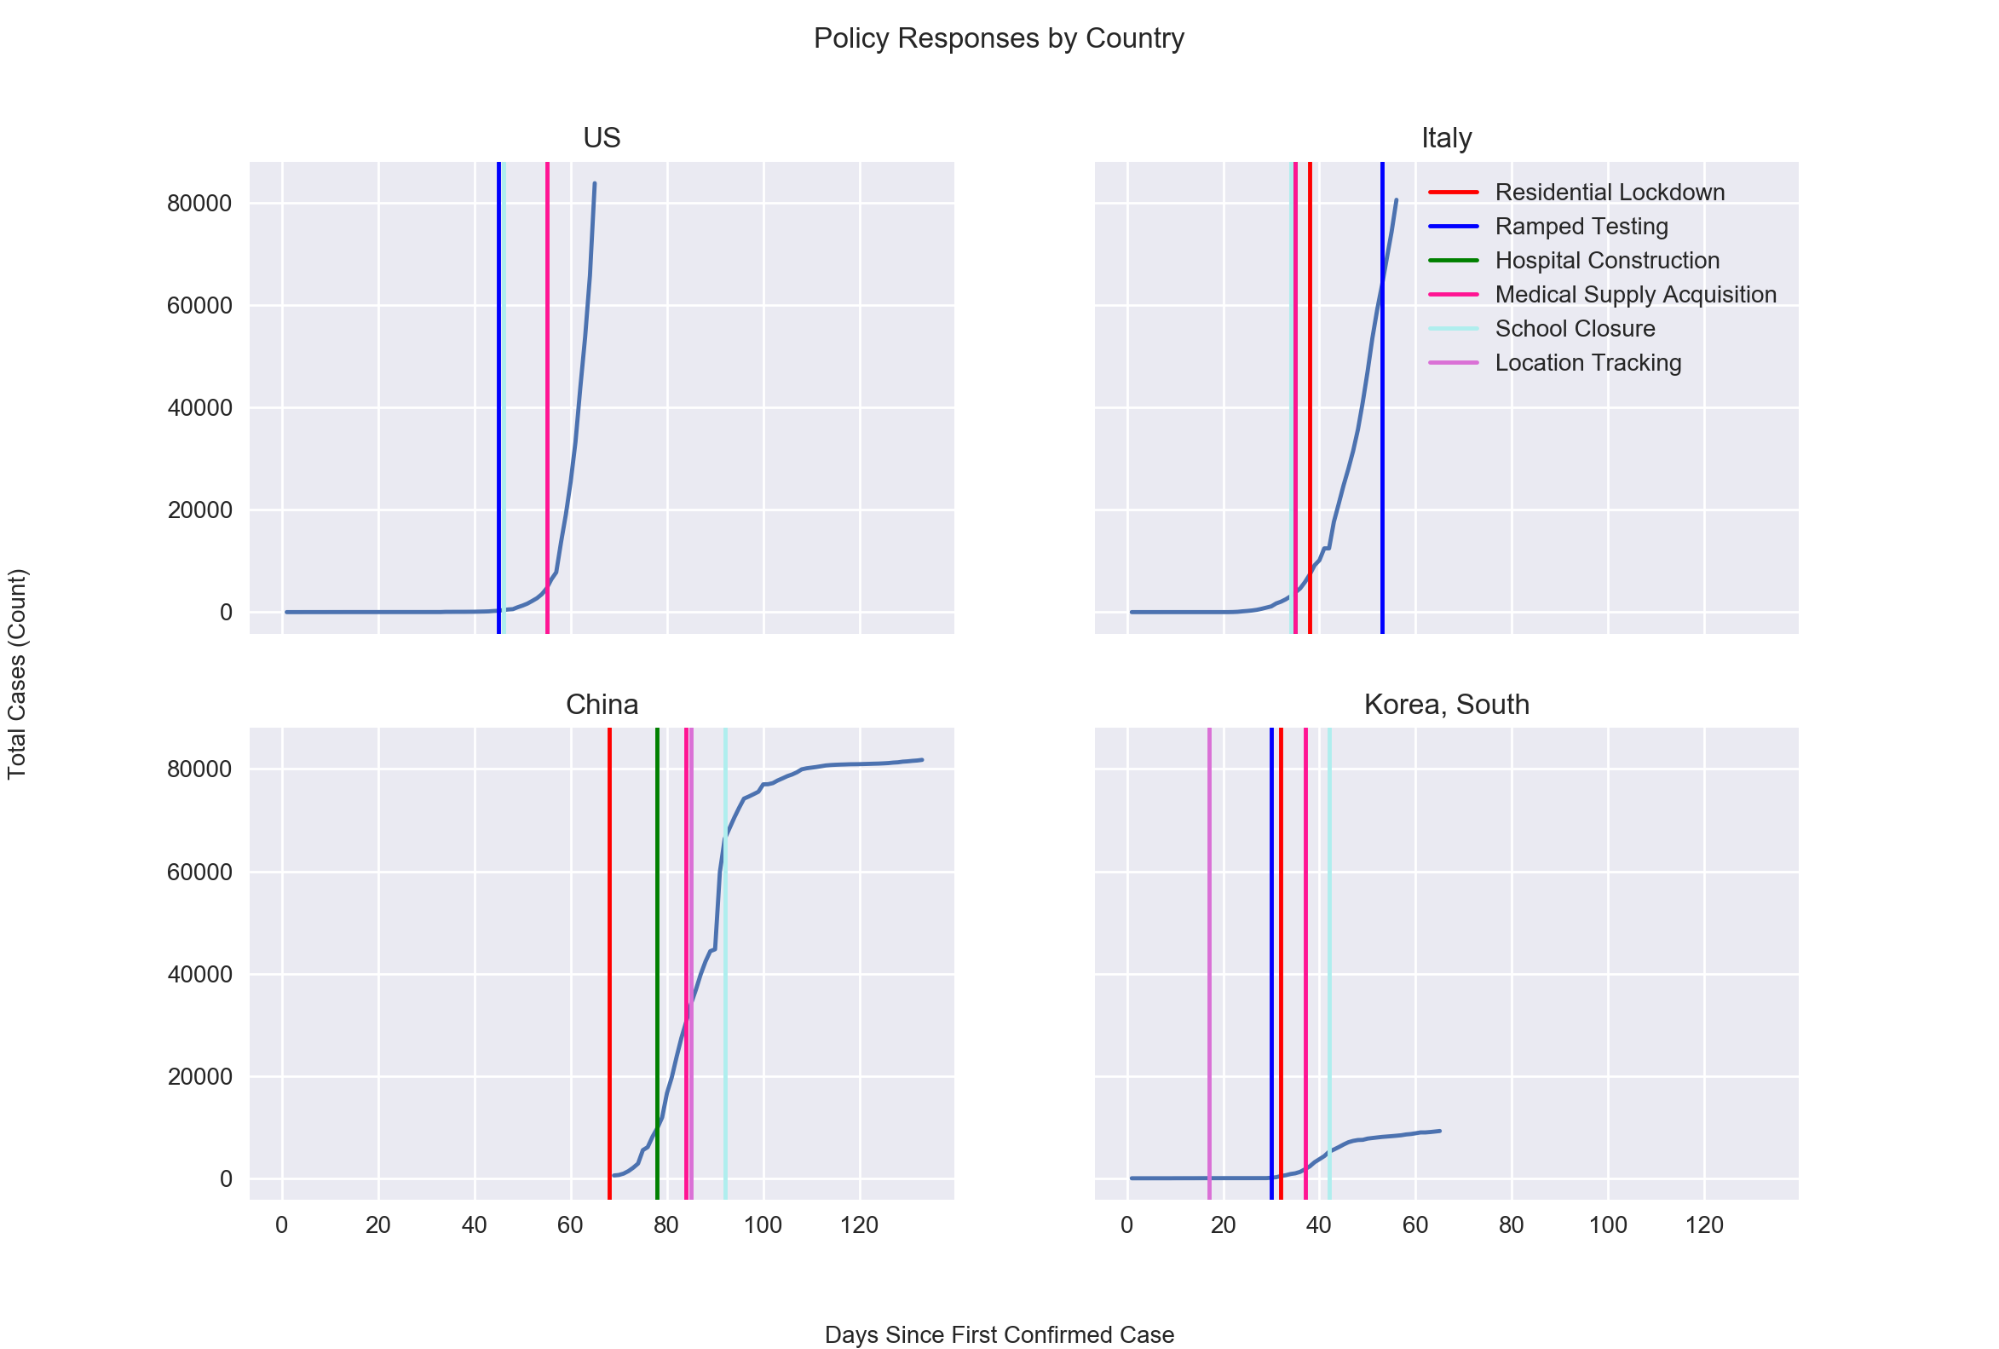 Policy Responses by Country
US
Italy
80000
60000
40000
20000
0
Residential Lockdown
Ramped Testing
Hospital Construction
Medical Supply Acquisition
School Closure
Location Tracking
Total Cases (Count)
China
Korea, South
80000
60000
40000
20000
0
0 20 40 60 80 100 120
0 20 40 60 80 100 120
Days Since First Confirmed Case